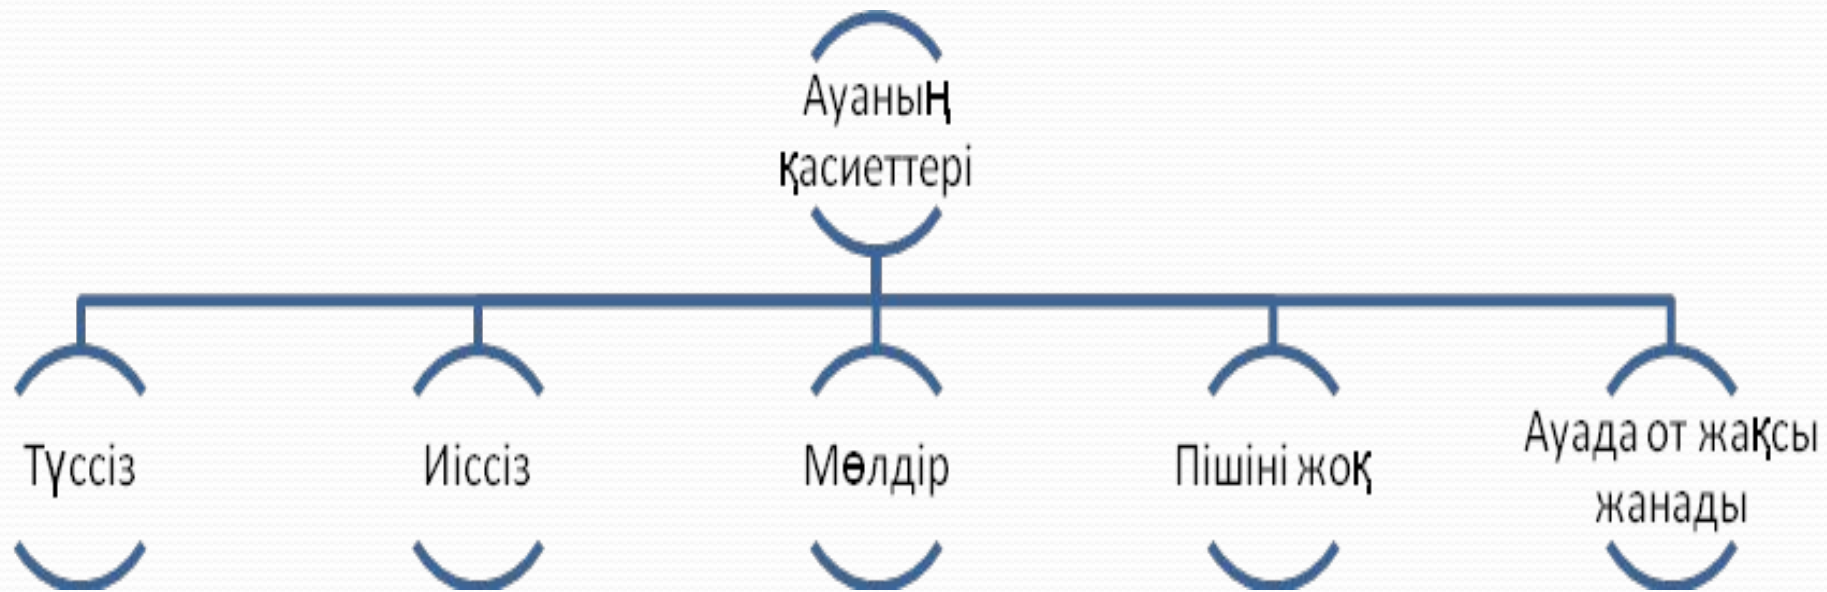 Ауаның
қасиеттері
Түссіз
Иіссіз
Мөлдір
Пішіні жоқ
Ауада от жақсы
жанады